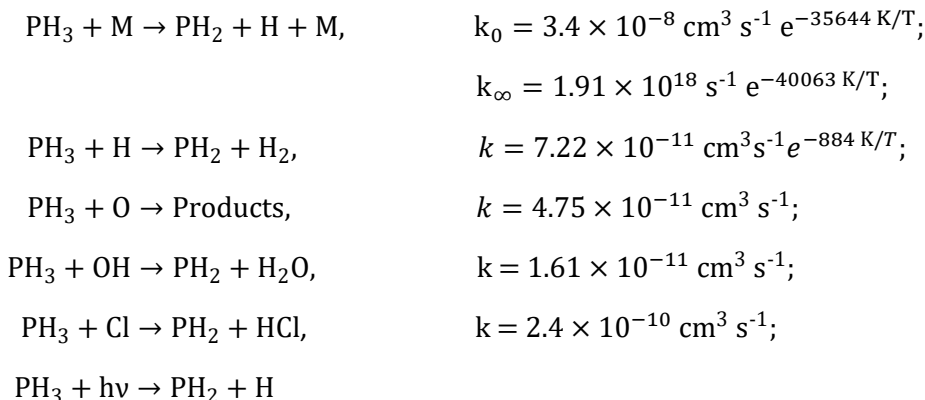 PH₃ + M → PH₂ + H + M, k₀ = 3.4 × 10⁻⁸ cm³ s⁻¹ e⁻³⁵⁶⁴⁴ ᴷ/ᵀ;
k∞ = 1.91 × 10¹⁸ s⁻¹ e⁻⁴⁰⁰⁶³ ᴷ/ᵀ;
PH₃ + H → PH₂ + H₂, k = 7.22 × 10⁻¹¹ cm³s⁻¹e⁻⁸⁸⁴ ᴷ/ᵀ;
PH₃ + O → Products, k = 4.75 × 10⁻¹¹ cm³ s⁻¹;
PH₃ + OH → PH₂ + H₂O, k = 1.61 × 10⁻¹¹ cm³ s⁻¹;
PH₃ + Cl → PH₂ + HCl, k = 2.4 × 10⁻¹⁰ cm³ s⁻¹;
PH₃ + hν → PH₂ + H